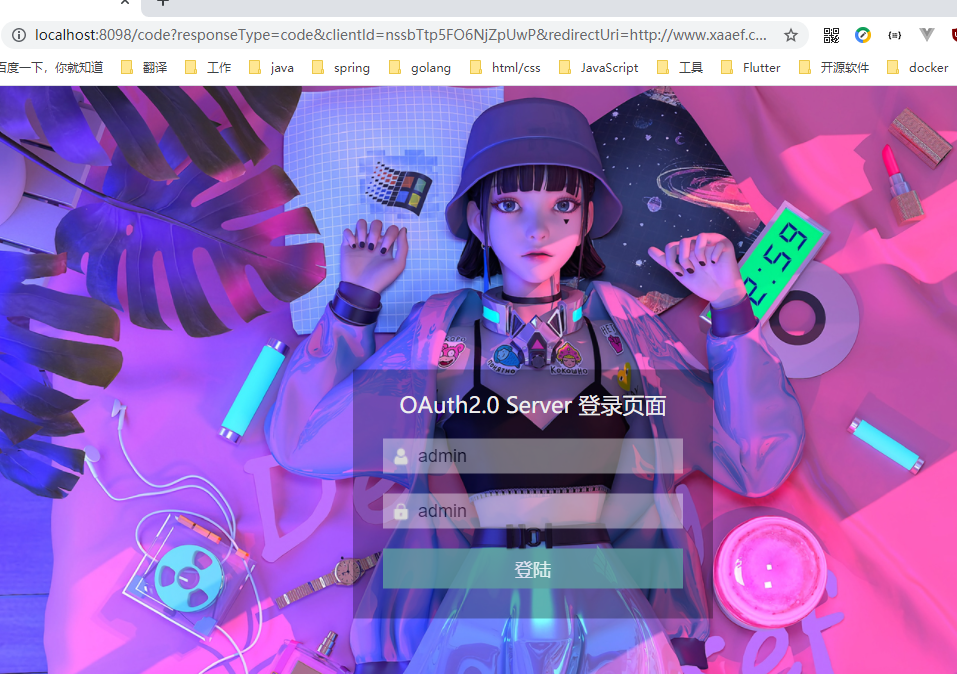 localhost:8098/code?responseType=code&clientId=nssbTtp5FO6NjZpUwP&redirectUri=http://www.xaaef.c...
百度一下，你就知道 翻译 工作 java spring golang html/css JavaScript 工具 Flutter 开源软件 docker
95.2
OAuth2.0 Server 登录页面
admin
admin
登陆